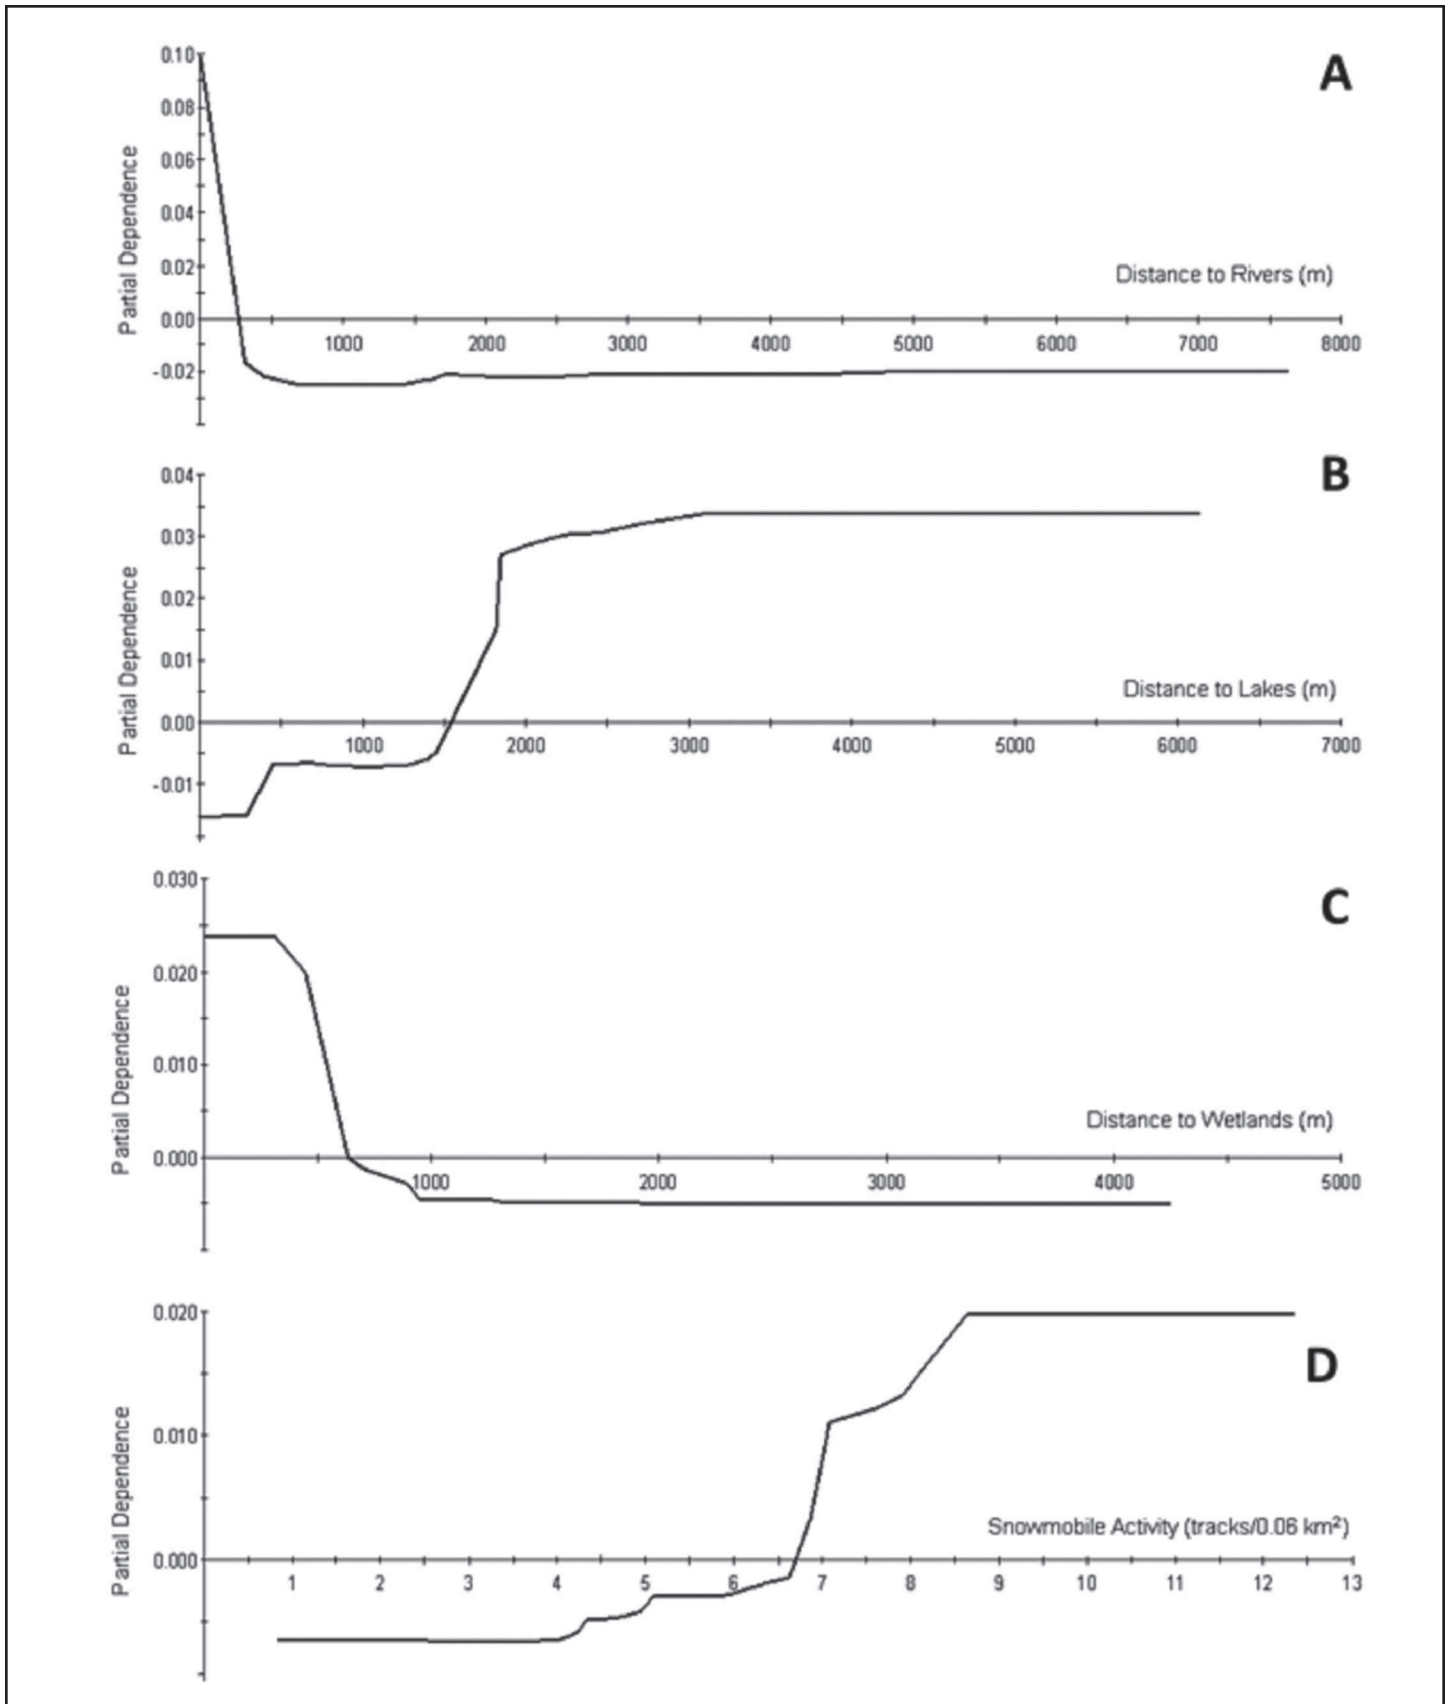 A
0.10
0.08
0.06
0.04
0.02
0.00
-0.02
Partial Dependence
Distance to Rivers (m)
1000 2000 3000 4000 5000 6000 7000 8000
B
0.04
0.03
0.02
0.01
0.00
-0.01
Partial Dependence
Distance to Lakes (m)
1000 2000 3000 4000 5000 6000 7000
C
0.030
0.020
0.010
0.000
Partial Dependence
Distance to Wetlands (m)
1000 2000 3000 4000 5000
D
0.020
0.010
0.000
Partial Dependence
Snowmobile Activity (tracks/0.06 km²)
1 2 3 4 5 6 7 8 9 10 11 12 13